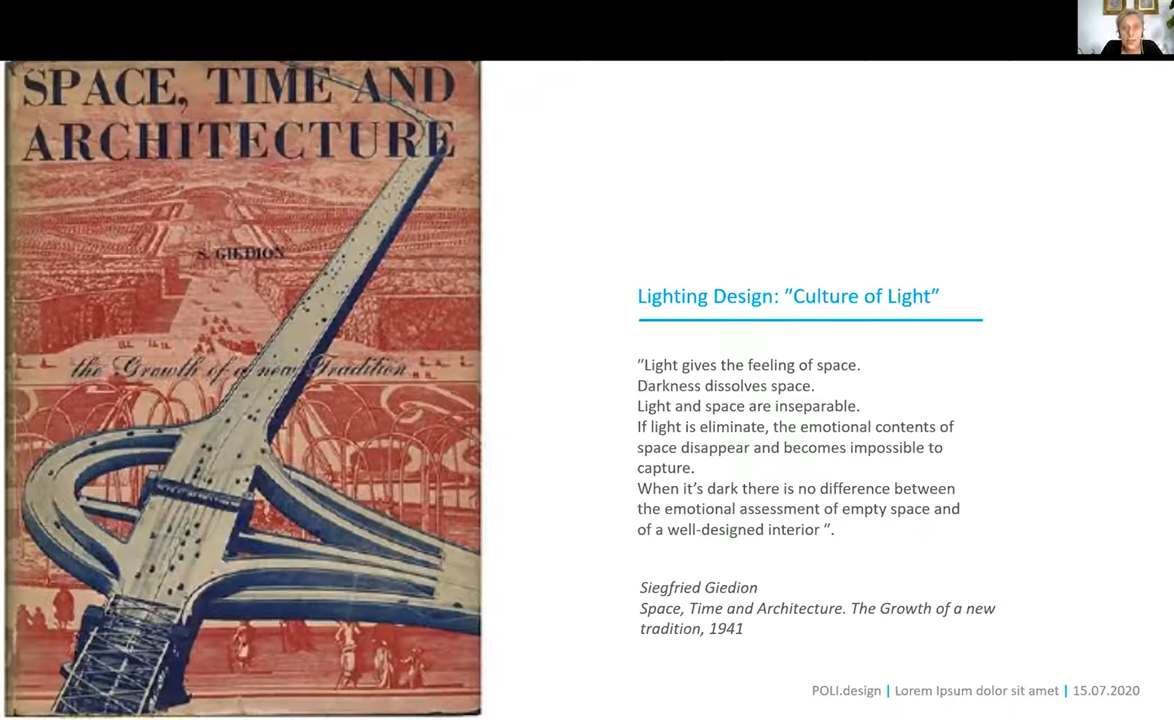 SPACE, TIME AND
ARCHITECTURE
S. GIEDION
the Growth of a new Tradition
Lighting Design: ”Culture of Light”
”Light gives the feeling of space.
Darkness dissolves space.
Light and space are inseparable.
If light is eliminate, the emotional contents of
space disappear and becomes impossible to
capture.
When it’s dark there is no difference between
the emotional assessment of empty space and
of a well-designed interior ”.
Siegfried Giedion
Space, Time and Architecture. The Growth of a new
tradition, 1941
POLI.design | Lorem Ipsum dolor sit amet | 15.07.2020